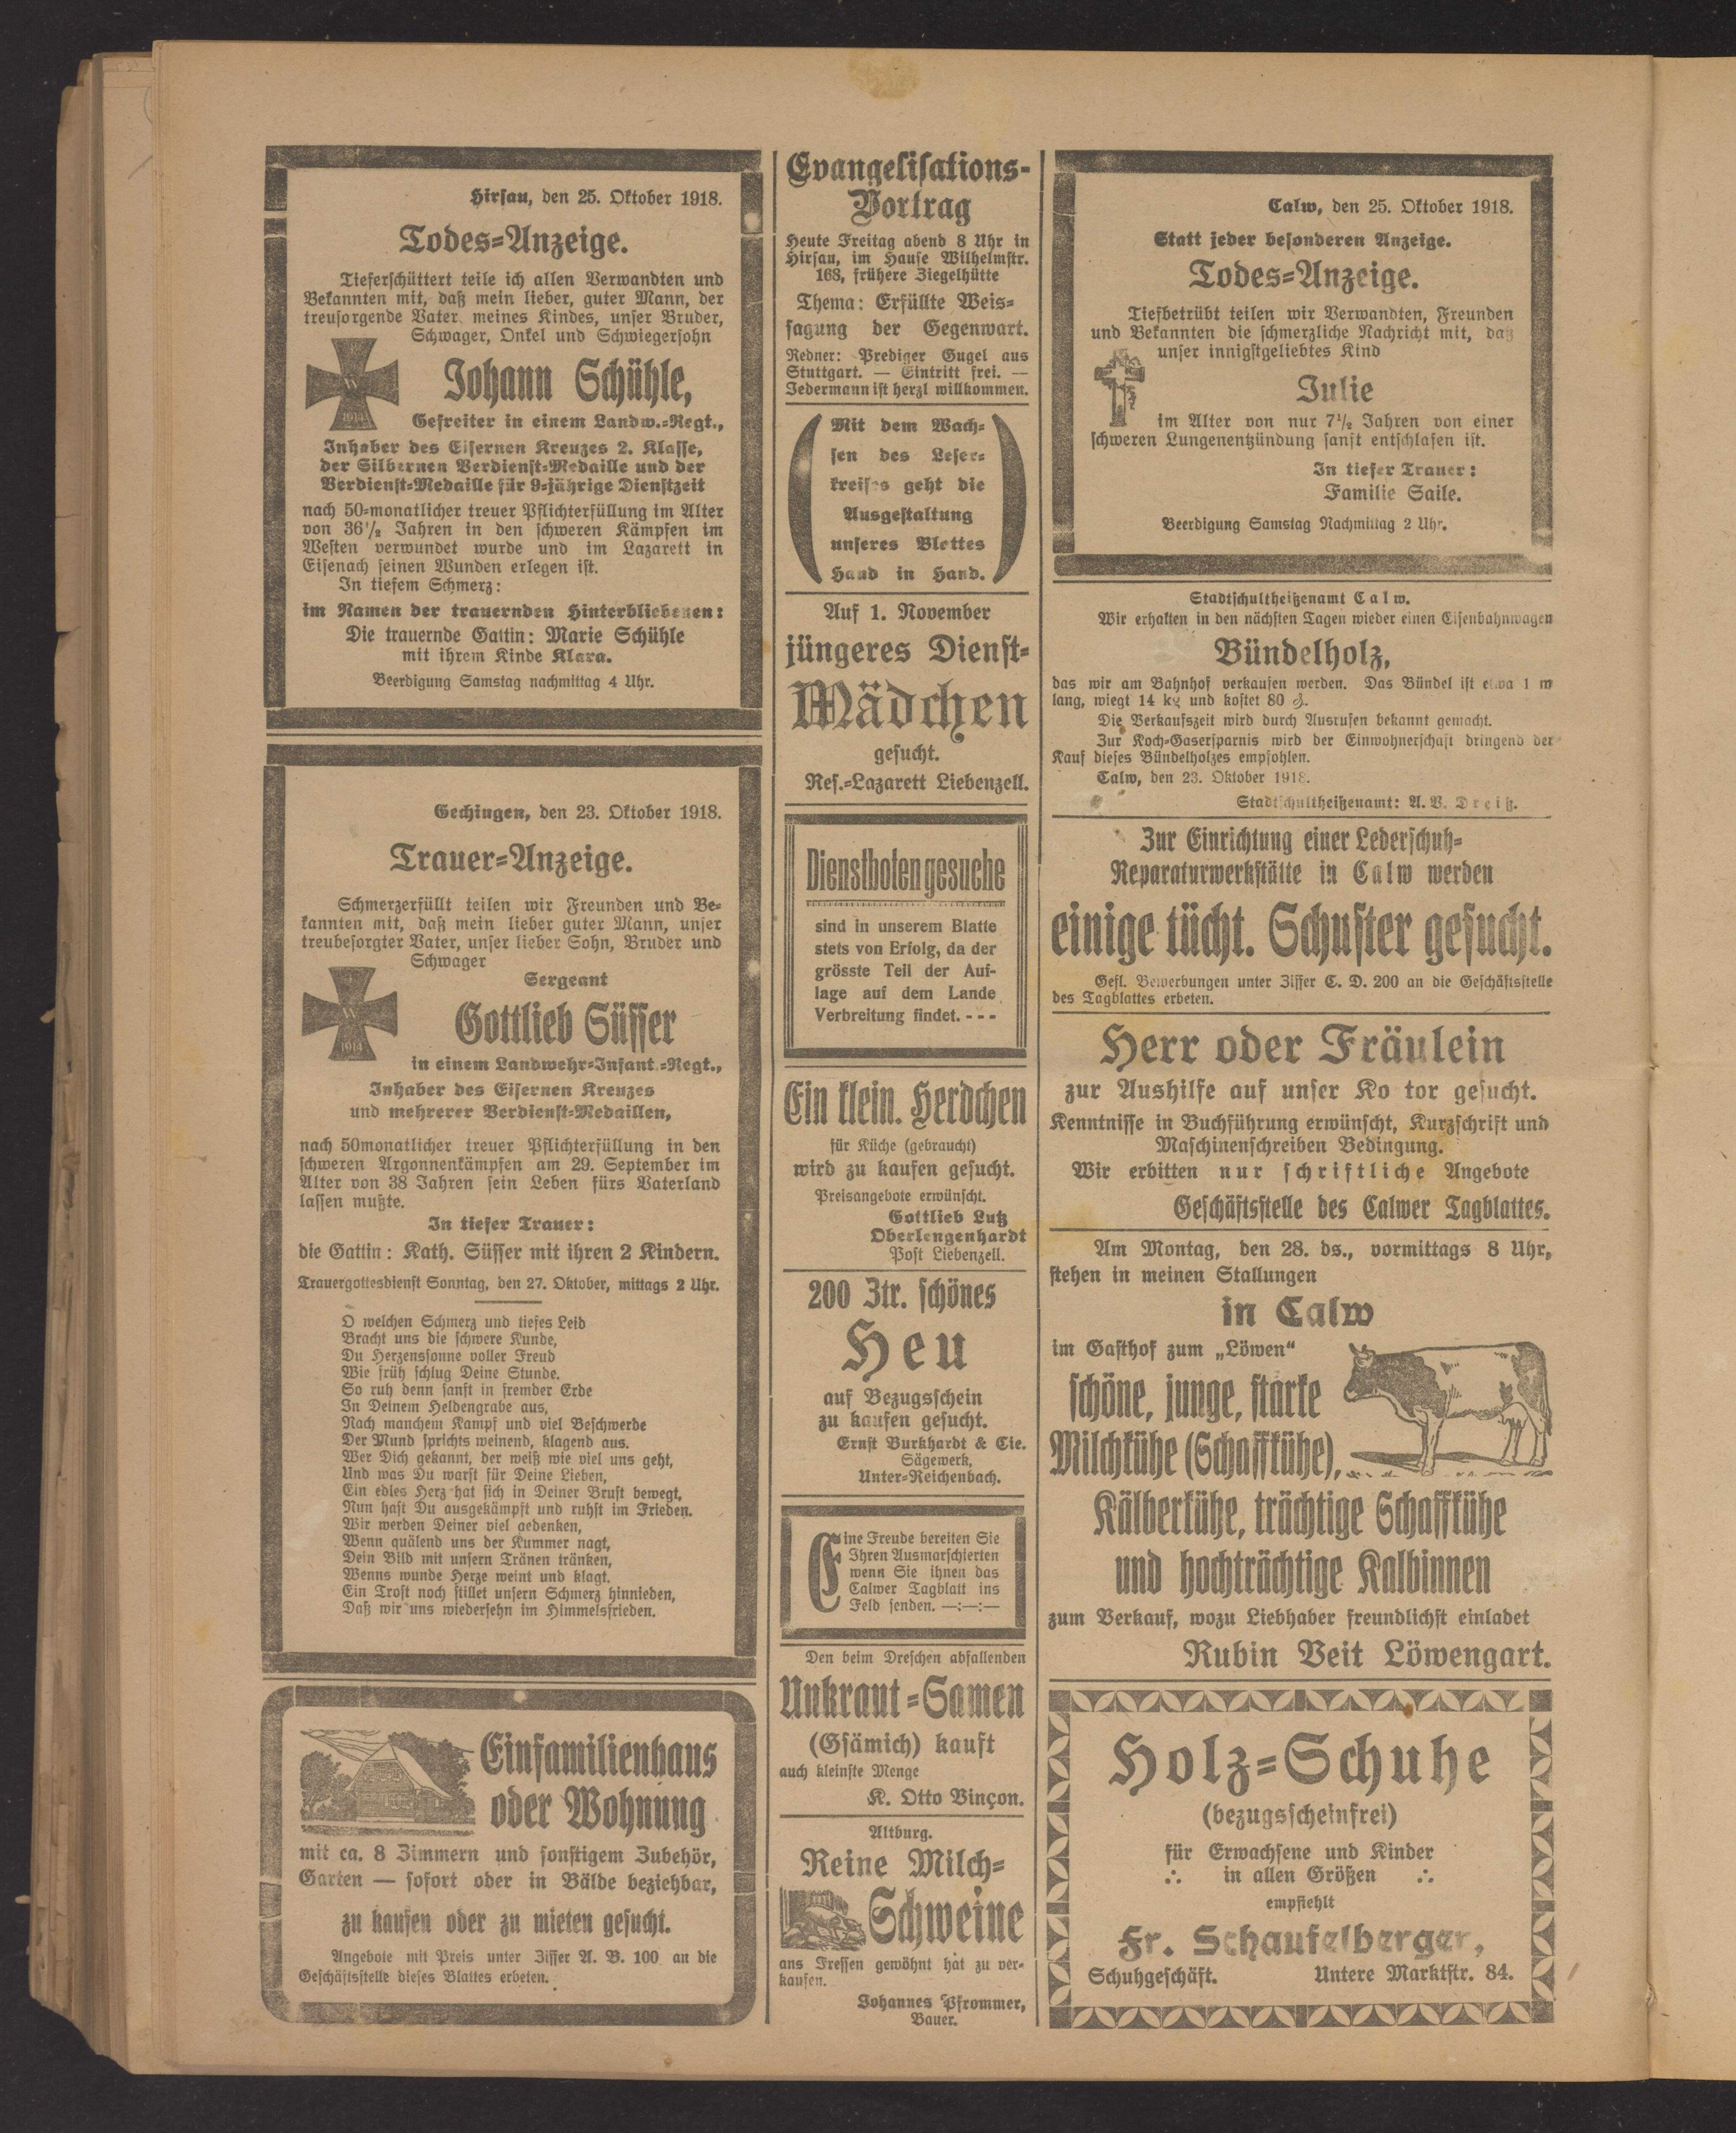 Hirsau, den 25. Oktober 1918.
Todes=Anzeige.
Tieferschüttert teile ich allen Verwandten und
Bekannten mit, daß mein lieber, guter Mann, der
treusorgende Vater meines Kindes, unser Bruder,
Schwager, Onkel und Schwiegersohn
W
1914
Johann Schühle,
Gefreiter in einem Landw.=Regt.,
Inhaber des Eisernen Kreuzes 2. Klasse,
der Silbernen Verdienst=Medaille und der
Verdienst=Medaille für 9=jährige Dienstzeit
nach 50=monatlicher treuer Pflichterfüllung im Alter
von 36½ Jahren in den schweren Kämpfen im
Westen verwundet wurde und im Lazarett in
Eisenach seinen Wunden erlegen ist.
In tiefem Schmerz:
im Namen der trauernden Hinterbliebenen:
Die trauernde Gattin: Marie Schühle
mit ihrem Kinde Klara.
Beerdigung Samstag nachmittag 4 Uhr.
Gechingen, den 23. Oktober 1918.
Trauer=Anzeige.
Schmerzerfüllt teilen wir Freunden und Be=
kannten mit, daß mein lieber guter Mann, unser
treubesorgter Vater, unser lieber Sohn, Bruder und
Schwager
W
1914
Sergeant
Gottlieb Süsser
in einem Landwehr=Infant.=Regt.,
Inhaber des Eisernen Kreuzes
und mehrerer Verdienst=Medaillen,
nach 50monatlicher treuer Pflichterfüllung in den
schweren Argonnenkämpfen am 29. September im
Alter von 38 Jahren sein Leben fürs Vaterland
lassen mußte.
In tiefer Trauer:
die Gattin: Kath. Süsser mit ihren 2 Kindern.
Trauergottesdienst Sonntag, den 27. Oktober, mittags 2 Uhr.
O welchen Schmerz und tiefes Leid
Bracht uns die schwere Kunde,
Du Herzenssonne voller Freud
Wie früh schlug Deine Stunde.
So ruh denn sanft in fremder Erde
In Deinem Heldengrabe aus,
Nach manchem Kampf und viel Beschwerde
Der Mund sprichts weinend, klagend aus.
Wer Dich gekannt, der weiß wie viel uns geht,
Und was Du warst für Deine Lieben,
Ein edles Herz hat sich in Deiner Brust bewegt,
Nun hast Du ausgekämpft und ruhst im Frieden.
Wir werden Deiner viel gedenken,
Wenn quälend uns der Kummer nagt,
Dein Bild mit unsern Tränen tränken,
Wenns wunde Herze weint und klagt.
Ein Trost noch stillet unsern Schmerz hinnieden,
Daß wir uns wiedersehn im Himmelsfrieden.
Einfamilienhaus
oder Wohnung
mit ca. 8 Zimmern und sonstigem Zubehör,
Garten — sofort oder in Bälde beziehbar,
zu kaufen oder zu mieten gesucht.
Angebote mit Preis unter Ziffer A. B. 100 an die
Geschäftsstelle dieses Blattes erbeten.
Evangelisations-
Vortrag
Heute Freitag abend 8 Uhr in
Hirsau, im Hause Wilhelmstr.
168, frühere Ziegelhütte
Thema: Erfüllte Weis=
sagung der Gegenwart.
Redner: Prediger Gugel aus
Stuttgart. — Eintritt frei. —
Jedermann ist herzl willkommen.
Mit dem Wach=
sen des Leser=
kreises geht die
Ausgestaltung
unseres Blattes
Hand in Hand.
Auf 1. November
jüngeres Dienst=
Mädchen
gesucht.
Res.=Lazarett Liebenzell.
Dienstbotengesuche
sind in unserem Blatte
stets von Erfolg, da der
grösste Teil der Auf-
lage auf dem Lande
Verbreitung findet. - - -
Ein klein. Herdchen
für Küche (gebraucht)
wird zu kaufen gesucht.
Preisangebote erwünscht.
Gottlieb Lutz
Oberlengenhardt
Post Liebenzell.
200 Ztr. schönes
Heu
auf Bezugsschein
zu kaufen gesucht.
Ernst Burkhardt & Cie.
Sägewerk,
Unter=Reichenbach.
Eine Freude bereiten Sie
Ihren Ausmarschierten
wenn Sie ihnen das
Calwer Tagblatt ins
Feld senden. —:—:—
Den beim Dreschen abfallenden
Unkraut=Samen
(Gsämich) kauft
auch kleinste Menge
K. Otto Vinçon.
Altburg.
Reine Milch=
Schweine
ans Fressen gewöhnt hat zu ver=
kaufen.
Johannes Pfrommer,
Bauer.
Calw, den 25. Oktober 1918.
Statt jeder besonderen Anzeige.
Todes=Anzeige.
Tiefbetrübt teilen wir Verwandten, Freunden
und Bekannten die schmerzliche Nachricht mit, daß
unser innigstgeliebtes Kind
Julie
im Alter von nur 7½ Jahren von einer
schweren Lungenentzündung sanft entschlafen ist.
In tiefer Trauer:
Familie Saile.
Beerdigung Samstag Nachmittag 2 Uhr.
Stadtschultheißenamt Calw.
Wir erhalten in den nächsten Tagen wieder einen Eisenbahnwagen
Bündelholz,
das wir am Bahnhof verkaufen werden. Das Bündel ist etwa 1 m
lang, wiegt 14 kg und kostet 80 ₰.
Die Verkaufszeit wird durch Ausrufen bekannt gemacht.
Zur Koch=Gasersparnis wird der Einwohnerschaft dringend der
Kauf dieses Bündelholzes empfohlen.
Calw, den 23. Oktober 1918.
Stadtschultheißenamt: A. V. Dreiß.
Zur Einrichtung einer Lederschuh=
Reparaturwerkstätte in Calw werden
einige tücht. Schuster gesucht.
Gefl. Bewerbungen unter Ziffer C. D. 200 an die Geschäftsstelle
des Tagblattes erbeten.
Herr oder Fräulein
zur Aushilfe auf unser Ko tor gesucht.
Kenntnisse in Buchführung erwünscht, Kurzschrift und
Maschinenschreiben Bedingung.
Wir erbitten nur schriftliche Angebote
Geschäftsstelle des Calwer Tagblattes.
Am Montag, den 28. ds., vormittags 8 Uhr,
stehen in meinen Stallungen
in Calw
im Gasthof zum „Löwen“
schöne, junge, starke
Milchkühe (Schaffkühe),
Kälberkühe, trächtige Schaffkühe
und hochträchtige Kalbinnen
zum Verkauf, wozu Liebhaber freundlichst einladet
Rubin Veit Löwengart.
Holz=Schuhe
(bezugsscheinfrei)
für Erwachsene und Kinder
∴ in allen Größen ∴
empfiehlt
Fr. Schaufelberger,
Schuhgeschäft. Untere Marktstr. 84.